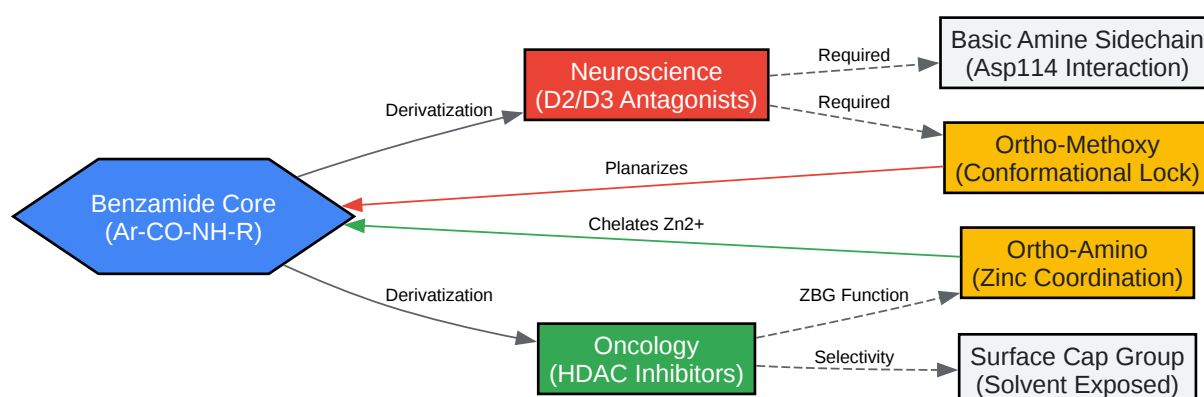 Benzamide Core
(Ar-CO-NH-R)
Derivatization
Neuroscience
(D2/D3 Antagonists)
Required
Basic Amine Sidechain
(Asp114 Interaction)
Required
Ortho-Methoxy
(Conformational Lock)
Planarizes
Chelates Zn2+
Derivatization
Oncology
(HDAC Inhibitors)
ZBG Function
Ortho-Amino
(Zinc Coordination)
Selectivity
Surface Cap Group
(Solvent Exposed)